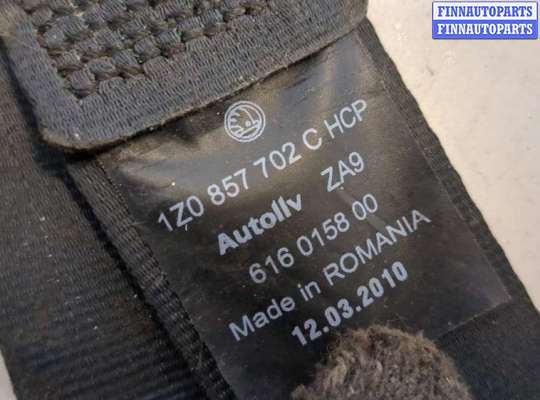 FINNAUTOPARTS
FINNAUTOPARTS
1Z0 857 702 C HCP
Autoliv ZA9
616 0158 00
Made in ROMANIA
12.03.2010